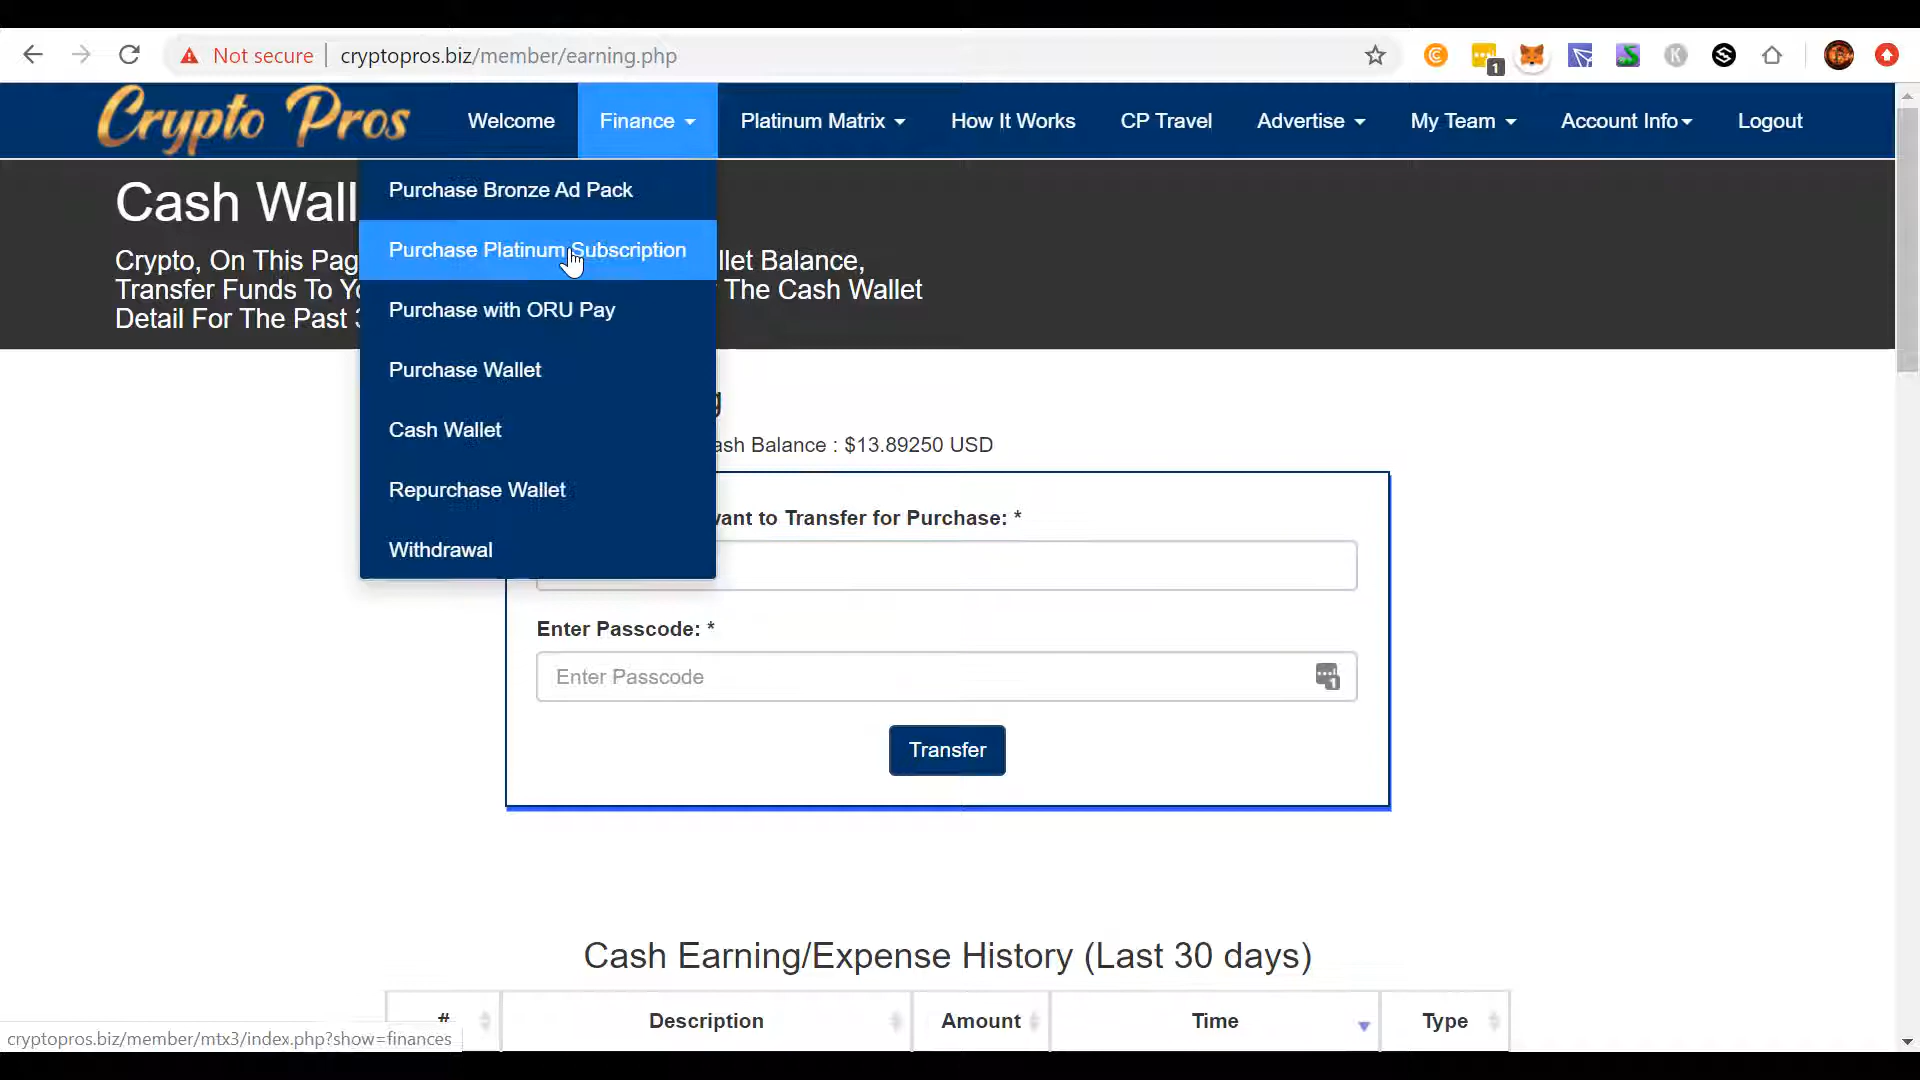 Not secure | cryptopros.biz/member/earning.php
1
Crypto Pros
Welcome
Finance
Platinum Matrix
How It Works
CP Travel
Advertise
My Team
Account Info
Logout
Cash Wall
Crypto, On This Pag
llet Balance,
Transfer Funds To Yo
The Cash Wallet
Detail For The Past 3
Purchase Bronze Ad Pack
Purchase Platinum Subscription
Purchase with ORU Pay
Purchase Wallet
Cash Wallet
Repurchase Wallet
Withdrawal
g
ash Balance : $13.89250 USD
want to Transfer for Purchase: *
Enter Passcode: *
Enter Passcode
1
Transfer
Cash Earning/Expense History (Last 30 days)
# Description Amount Time Type
cryptopros.biz/member/mtx3/index.php?show=finances